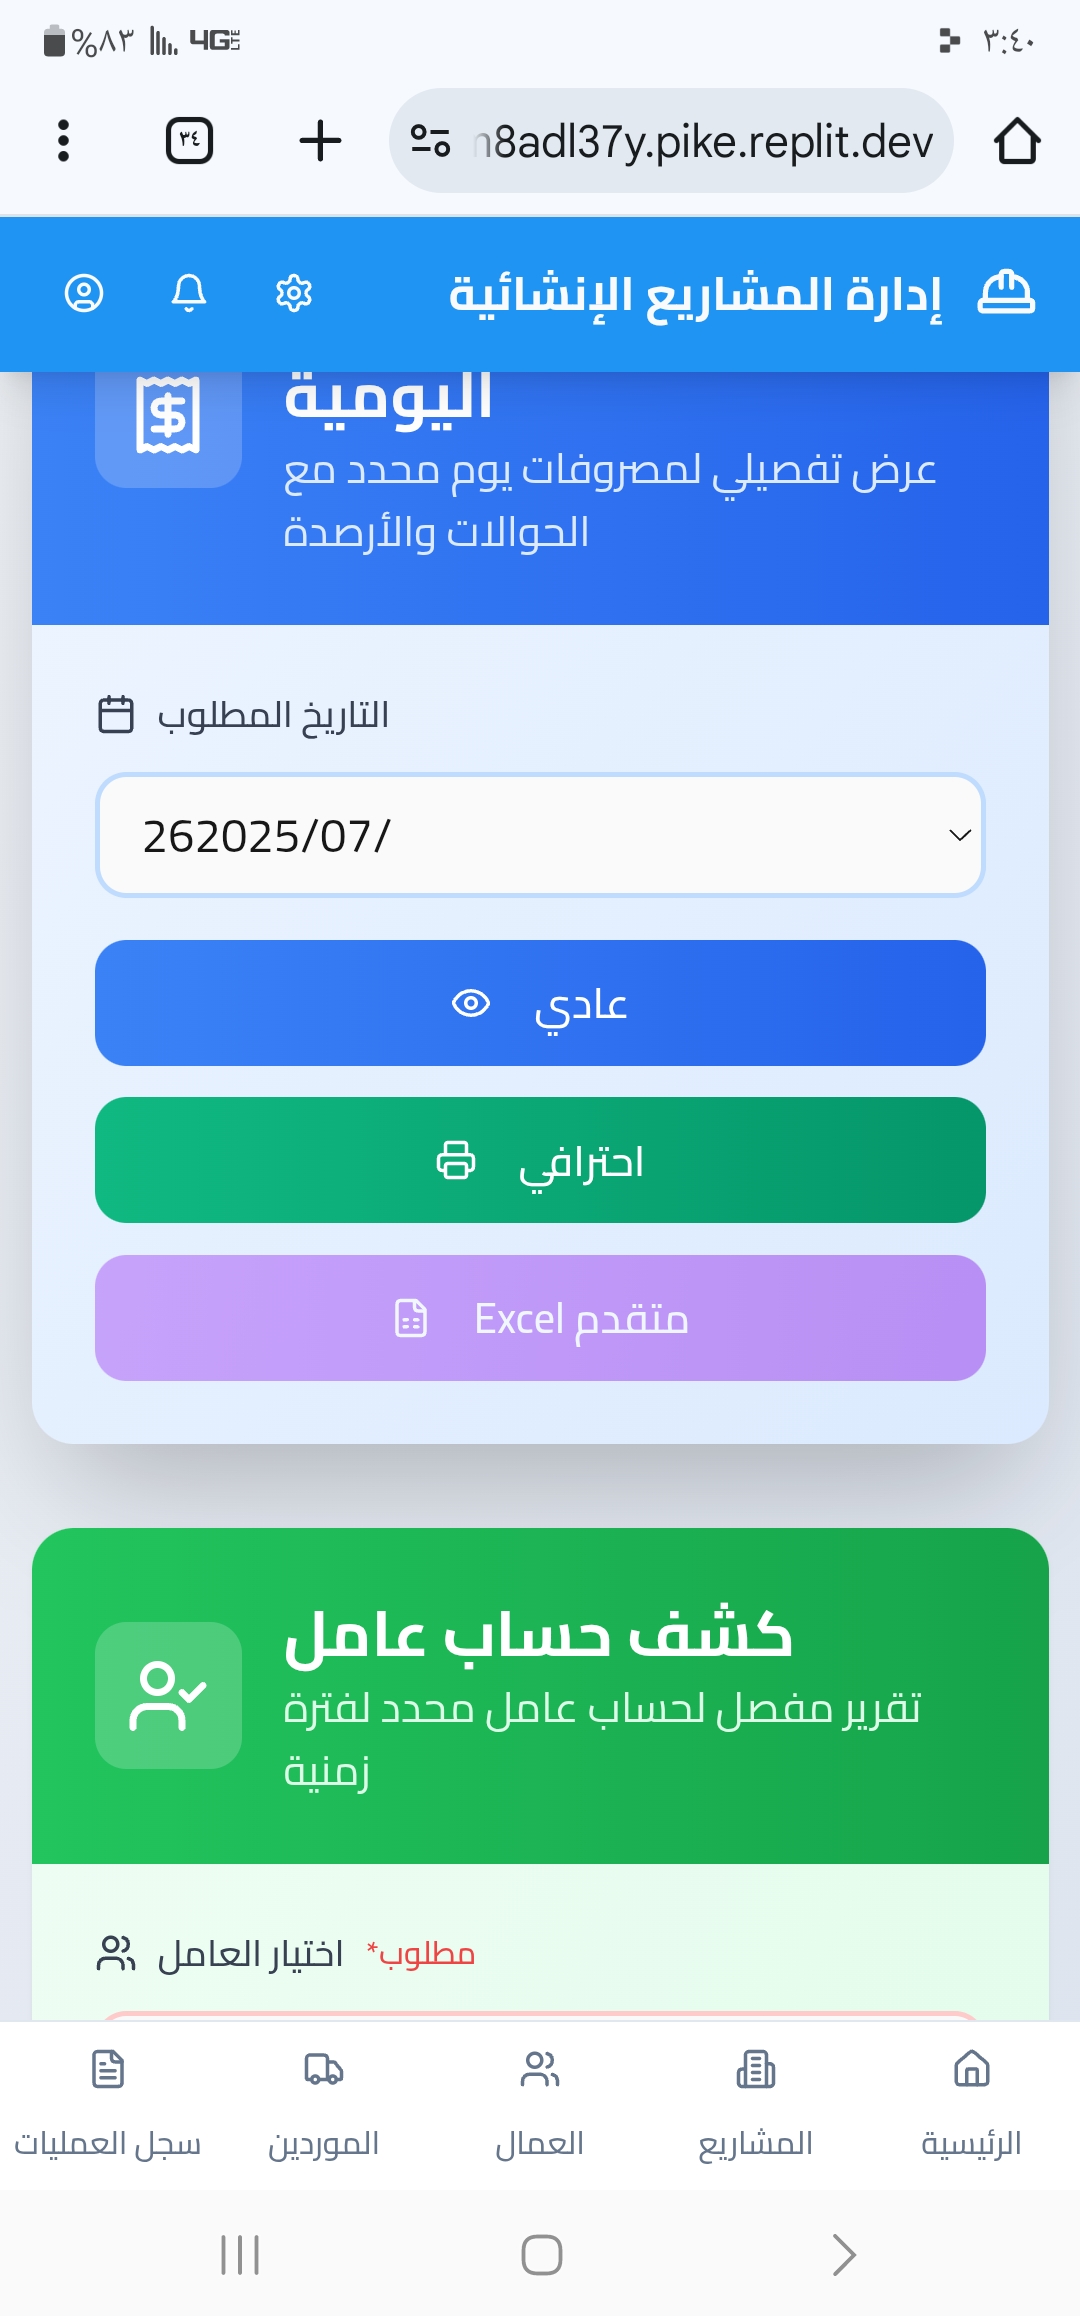 ٣:٤٠
4G LTE
%٨٣
n8adl37y.pike.replit.dev
٣٤
إدارة المشاريع الإنشائية
اليومية
عرض تفصيلي لمصروفات يوم محدد مع
الحوالات والأرصدة
التاريخ المطلوب
262025/07/
عادي
احترافي
متقدم Excel
كشف حساب عامل
تقرير مفصل لحساب عامل محدد لفترة
زمنية
اختيار العامل
مطلوب*
الرئيسية
المشاريع
العمال
الموردين
سجل العمليات